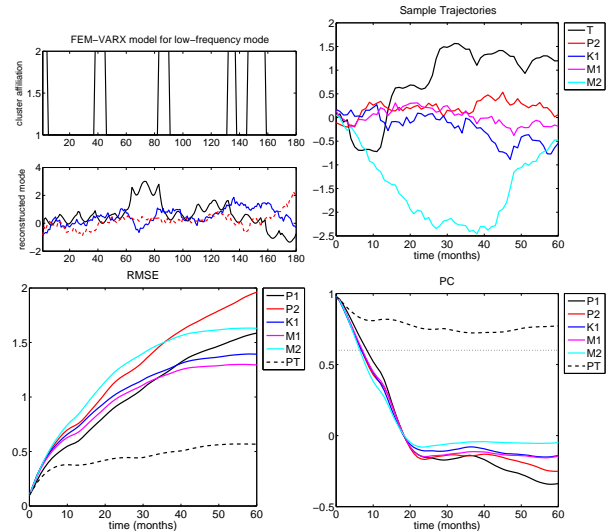 FEM−VARX model for low−frequency mode
cluster affiliation
2
1.5
1
20 40 60 80 100 120 140 160 180
reconstructed mode
4
2
0
−2
20 40 60 80 100 120 140 160 180
Sample Trajectories
2
1.5
1
0.5
0
−0.5
−1
−1.5
−2
−2.5
0 10 20 30 40 50 60
time (months)
T
P2
K1
M1
M2
RMSE
2
1.5
1
0.5
0
0 10 20 30 40 50 60
time (months)
P1
P2
K1
M1
M2
PT
PC
1
0.5
0
−0.5
0 10 20 30 40 50 60
time (months)
P1
P2
K1
M1
M2
PT